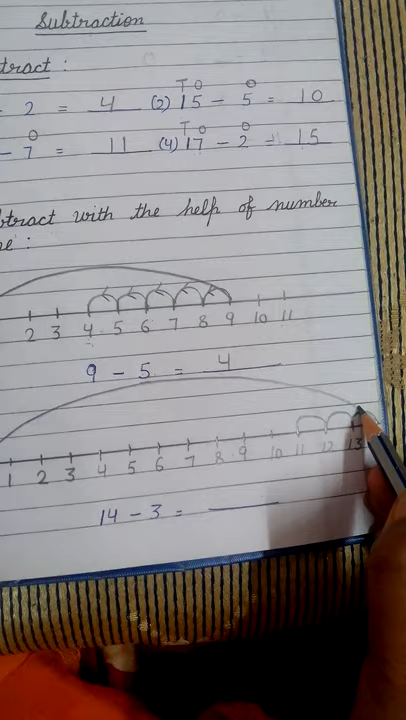 Subtraction
tract :
- 2 = 4 (2) T O 15 - O 5 = 10
- O 7 = 11 (4) T O 17 - O 2 = 15
btract with the help of number
e :
2 3 4 5 6 7 8 9 10 11
9 - 5 = 4
1 2 3 4 5 6 7 8 9 10 11 12 13
14 - 3 =